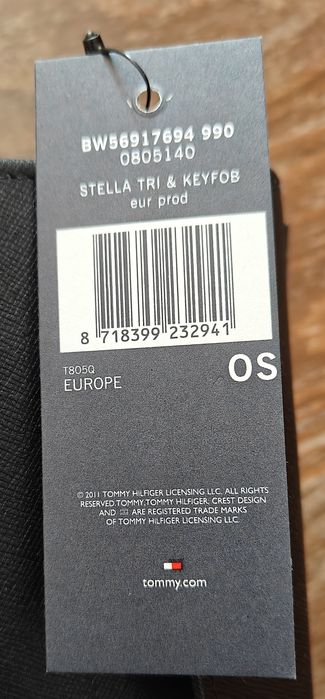 BW56917694 990
0805140
STELLA TRI & KEYFOB
eur prod
8 718399 232941
T805Q
EUROPE
OS
© 2011 TOMMY HILFIGER LICENSING LLC. ALL RIGHTS
RESERVED.TOMMY,TOMMY HILFIGER, CREST DESIGN
AND ARE REGISTERED TRADE MARKS
OF TOMMY HILFIGER LICENSING LLC.
tommy.com